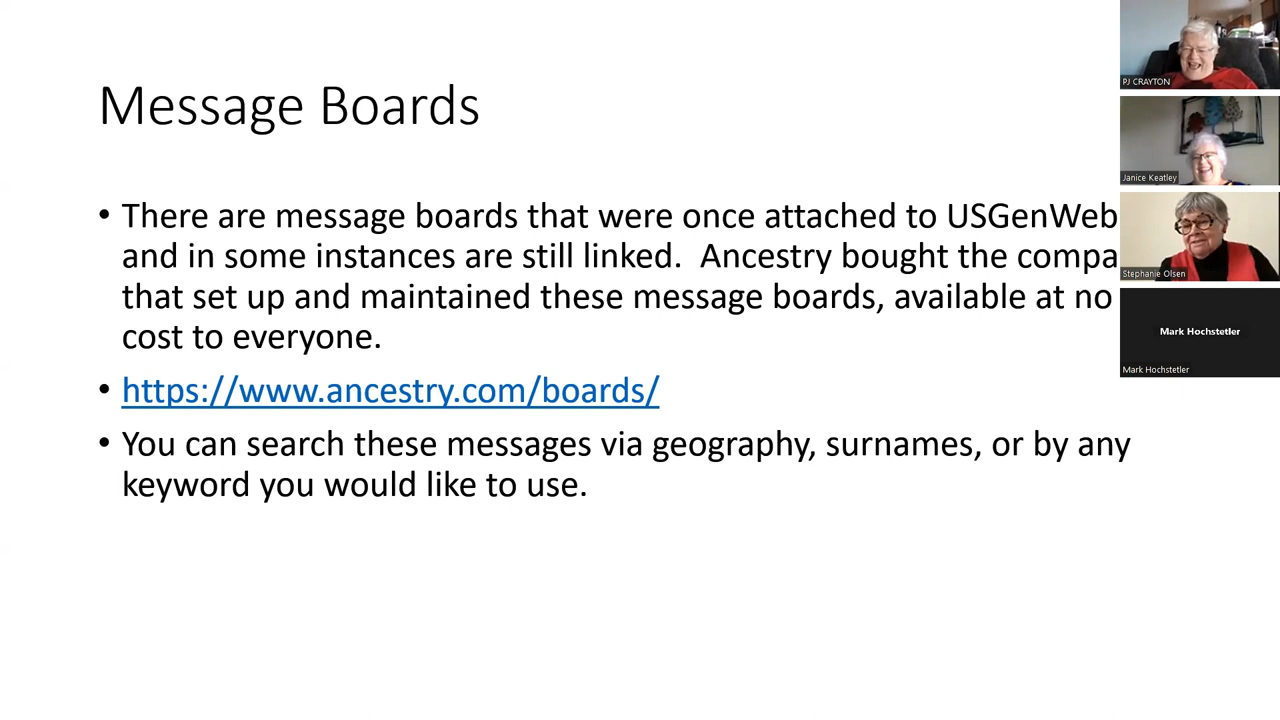 Message Boards
• There are message boards that were once attached to USGenWeb
and in some instances are still linked. Ancestry bought the compa
that set up and maintained these message boards, available at no
cost to everyone.
• https://www.ancestry.com/boards/
• You can search these messages via geography, surnames, or by any
keyword you would like to use.
PJ CRAYTON
Janice Keatley
Stephanie Olsen
Mark Hochstetler
Mark Hochstetler